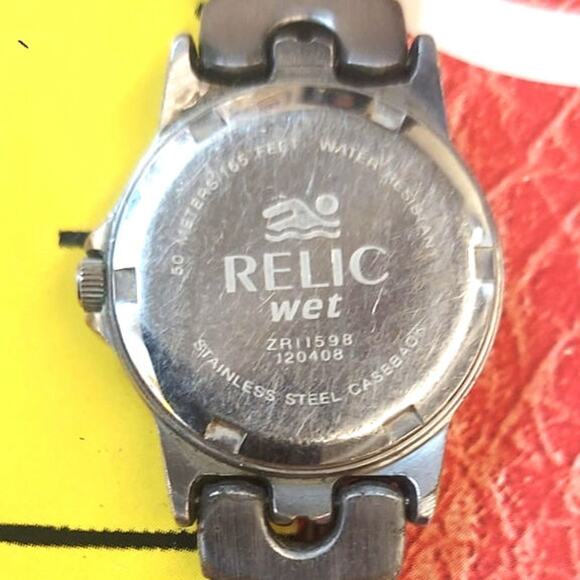 50 METERS/165 FEET WATER RESISTANT
RELIC
wet
ZR11598
120408
STAINLESS STEEL CASEBACK